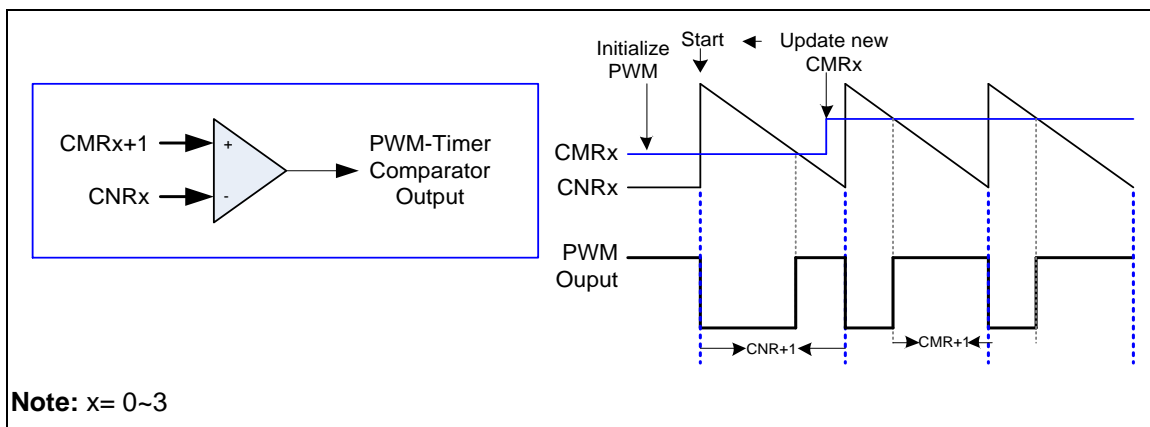 CMRx+1
CNRx
+
-
PWM-Timer
Comparator
Output
Initialize
PWM
Start
Update new
CMRx
CMRx
CNRx
PWM
Ouput
CNR+1
CMR+1
Note: x= 0~3